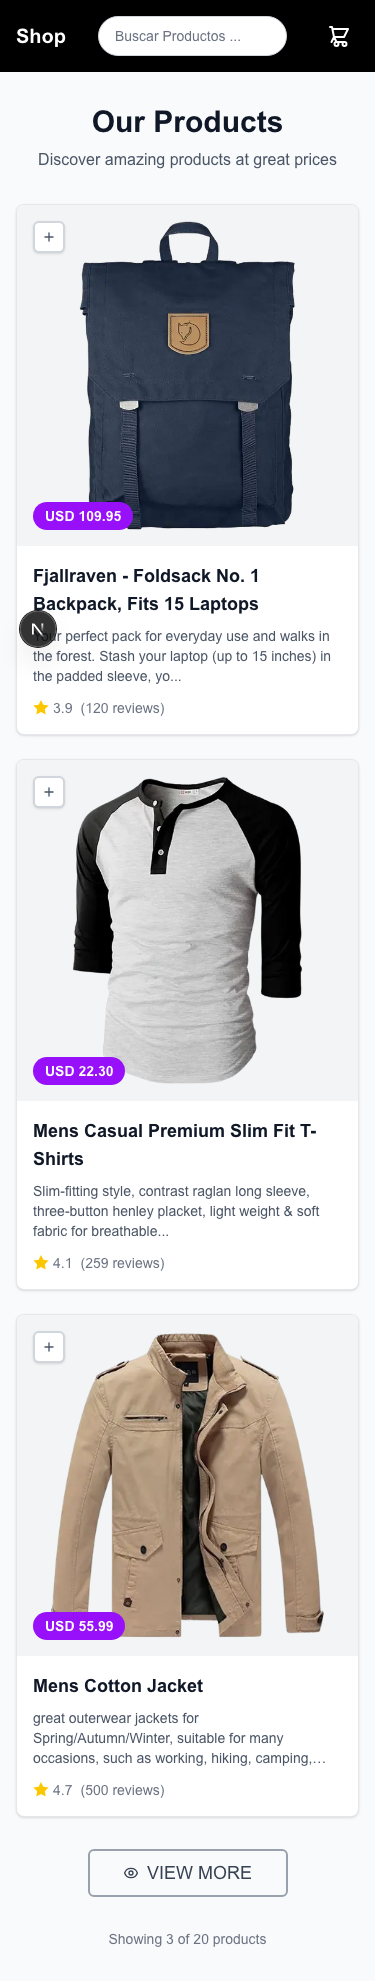 Shop
Buscar Productos ...
Our Products
Discover amazing products at great prices
+
USD 109.95
Fjallraven - Foldsack No. 1
Backpack, Fits 15 Laptops
Your perfect pack for everyday use and walks in
the forest. Stash your laptop (up to 15 inches) in
the padded sleeve, yo...
N
3.9 (120 reviews)
+
USD 22.30
Mens Casual Premium Slim Fit T-
Shirts
Slim-fitting style, contrast raglan long sleeve,
three-button henley placket, light weight & soft
fabric for breathable...
4.1 (259 reviews)
+
USD 55.99
Mens Cotton Jacket
great outerwear jackets for
Spring/Autumn/Winter, suitable for many
occasions, such as working, hiking, camping,…
4.7 (500 reviews)
VIEW MORE
Showing 3 of 20 products